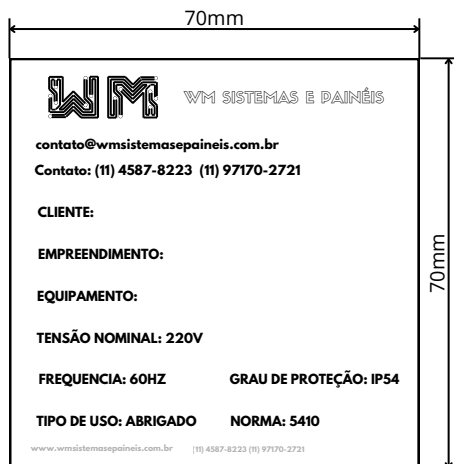 70mm
WM WM SISTEMAS E PAINÉIS
contato@wmsistemasepaineis.com.br
Contato: (11) 4587-8223 (11) 97170-2721
CLIENTE:
EMPREENDIMENTO:
EQUIPAMENTO:
70mm
TENSÃO NOMINAL: 220V
FREQUENCIA: 60HZ GRAU DE PROTEÇÃO: IP54
TIPO DE USO: ABRIGADO NORMA: 5410
www.wmsistemasepaineis.com.br (11) 4587-8223 (11) 97170-2721